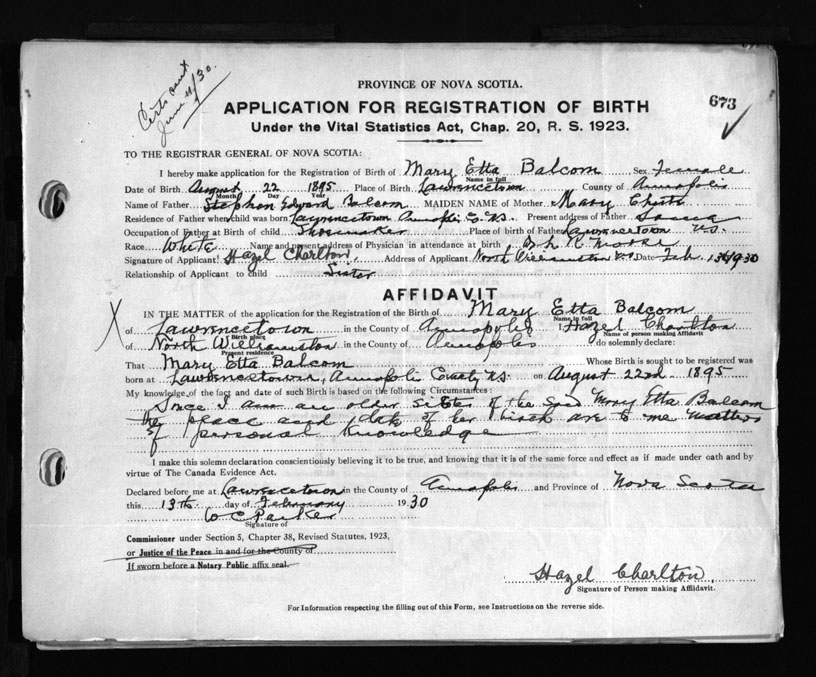 Certs sent
June 4/30.
PROVINCE OF NOVA SCOTIA.
673
APPLICATION FOR REGISTRATION OF BIRTH
Under the Vital Statistics Act, Chap. 20, R. S. 1923.
TO THE REGISTRAR GENERAL OF NOVA SCOTIA:
I hereby make application for the Registration of Birth of Mary Etta Balcom Sex Female
Name in full
Date of Birth August 22 1895 Place of Birth Lawrencetown County of Annapolis
Month Day Year
Name of Father Stephen Edward Balcom MAIDEN NAME of Mother Mary
Residence of Father when child was born Lawrencetown Annapolis Co. N.S. Present address of Father
Occupation of Father at Birth of child Shoemaker Place of birth of Father Lawrencetown N.S.
Race White Name and present address of Physician in attendance at birth
Signature of Applicant Hazel Charlton, Address of Applicant North Williamston N.S. Date Feb. 13th 1930
Relationship of Applicant to child Sister
AFFIDAVIT
IN THE MATTER of the application for the Registration of the Birth of Mary Etta Balcom
Name in full
of Lawrencetown in the County of Annapolis I, Hazel Charlton
Birth place Name of person making Affidavit
of North Williamston in the County of Annapolis do solemnly declare:
Present residence
That Mary Etta Balcom Whose Birth is sought to be registered was
born at Lawrencetown, Annapolis County N.S. on August 22nd 1895
My knowledge of the fact and date of such Birth is based on the following Circumstances:
Since I am an older sister of the said Mary Etta Balcom
the place and date of her birth are to me matters
of personal knowledge
I make this solemn declaration conscientiously believing it to be true, and knowing that it is of the same force and effect as if made under oath and by
virtue of The Canada Evidence Act.
Declared before me at Lawrencetown in the County of Annapolis and Province of Nova Scotia
this 13th day of February 1930
W C Parker
Signature of
Commissioner under Section 5, Chapter 38, Revised Statutes, 1923,
or Justice of the Peace in and for the County of
If sworn before a Notary Public affix seal.
Hazel Charlton,
Signature of Person making Affidavit.
For Information respecting the filling out of this Form, see Instructions on the reverse side.